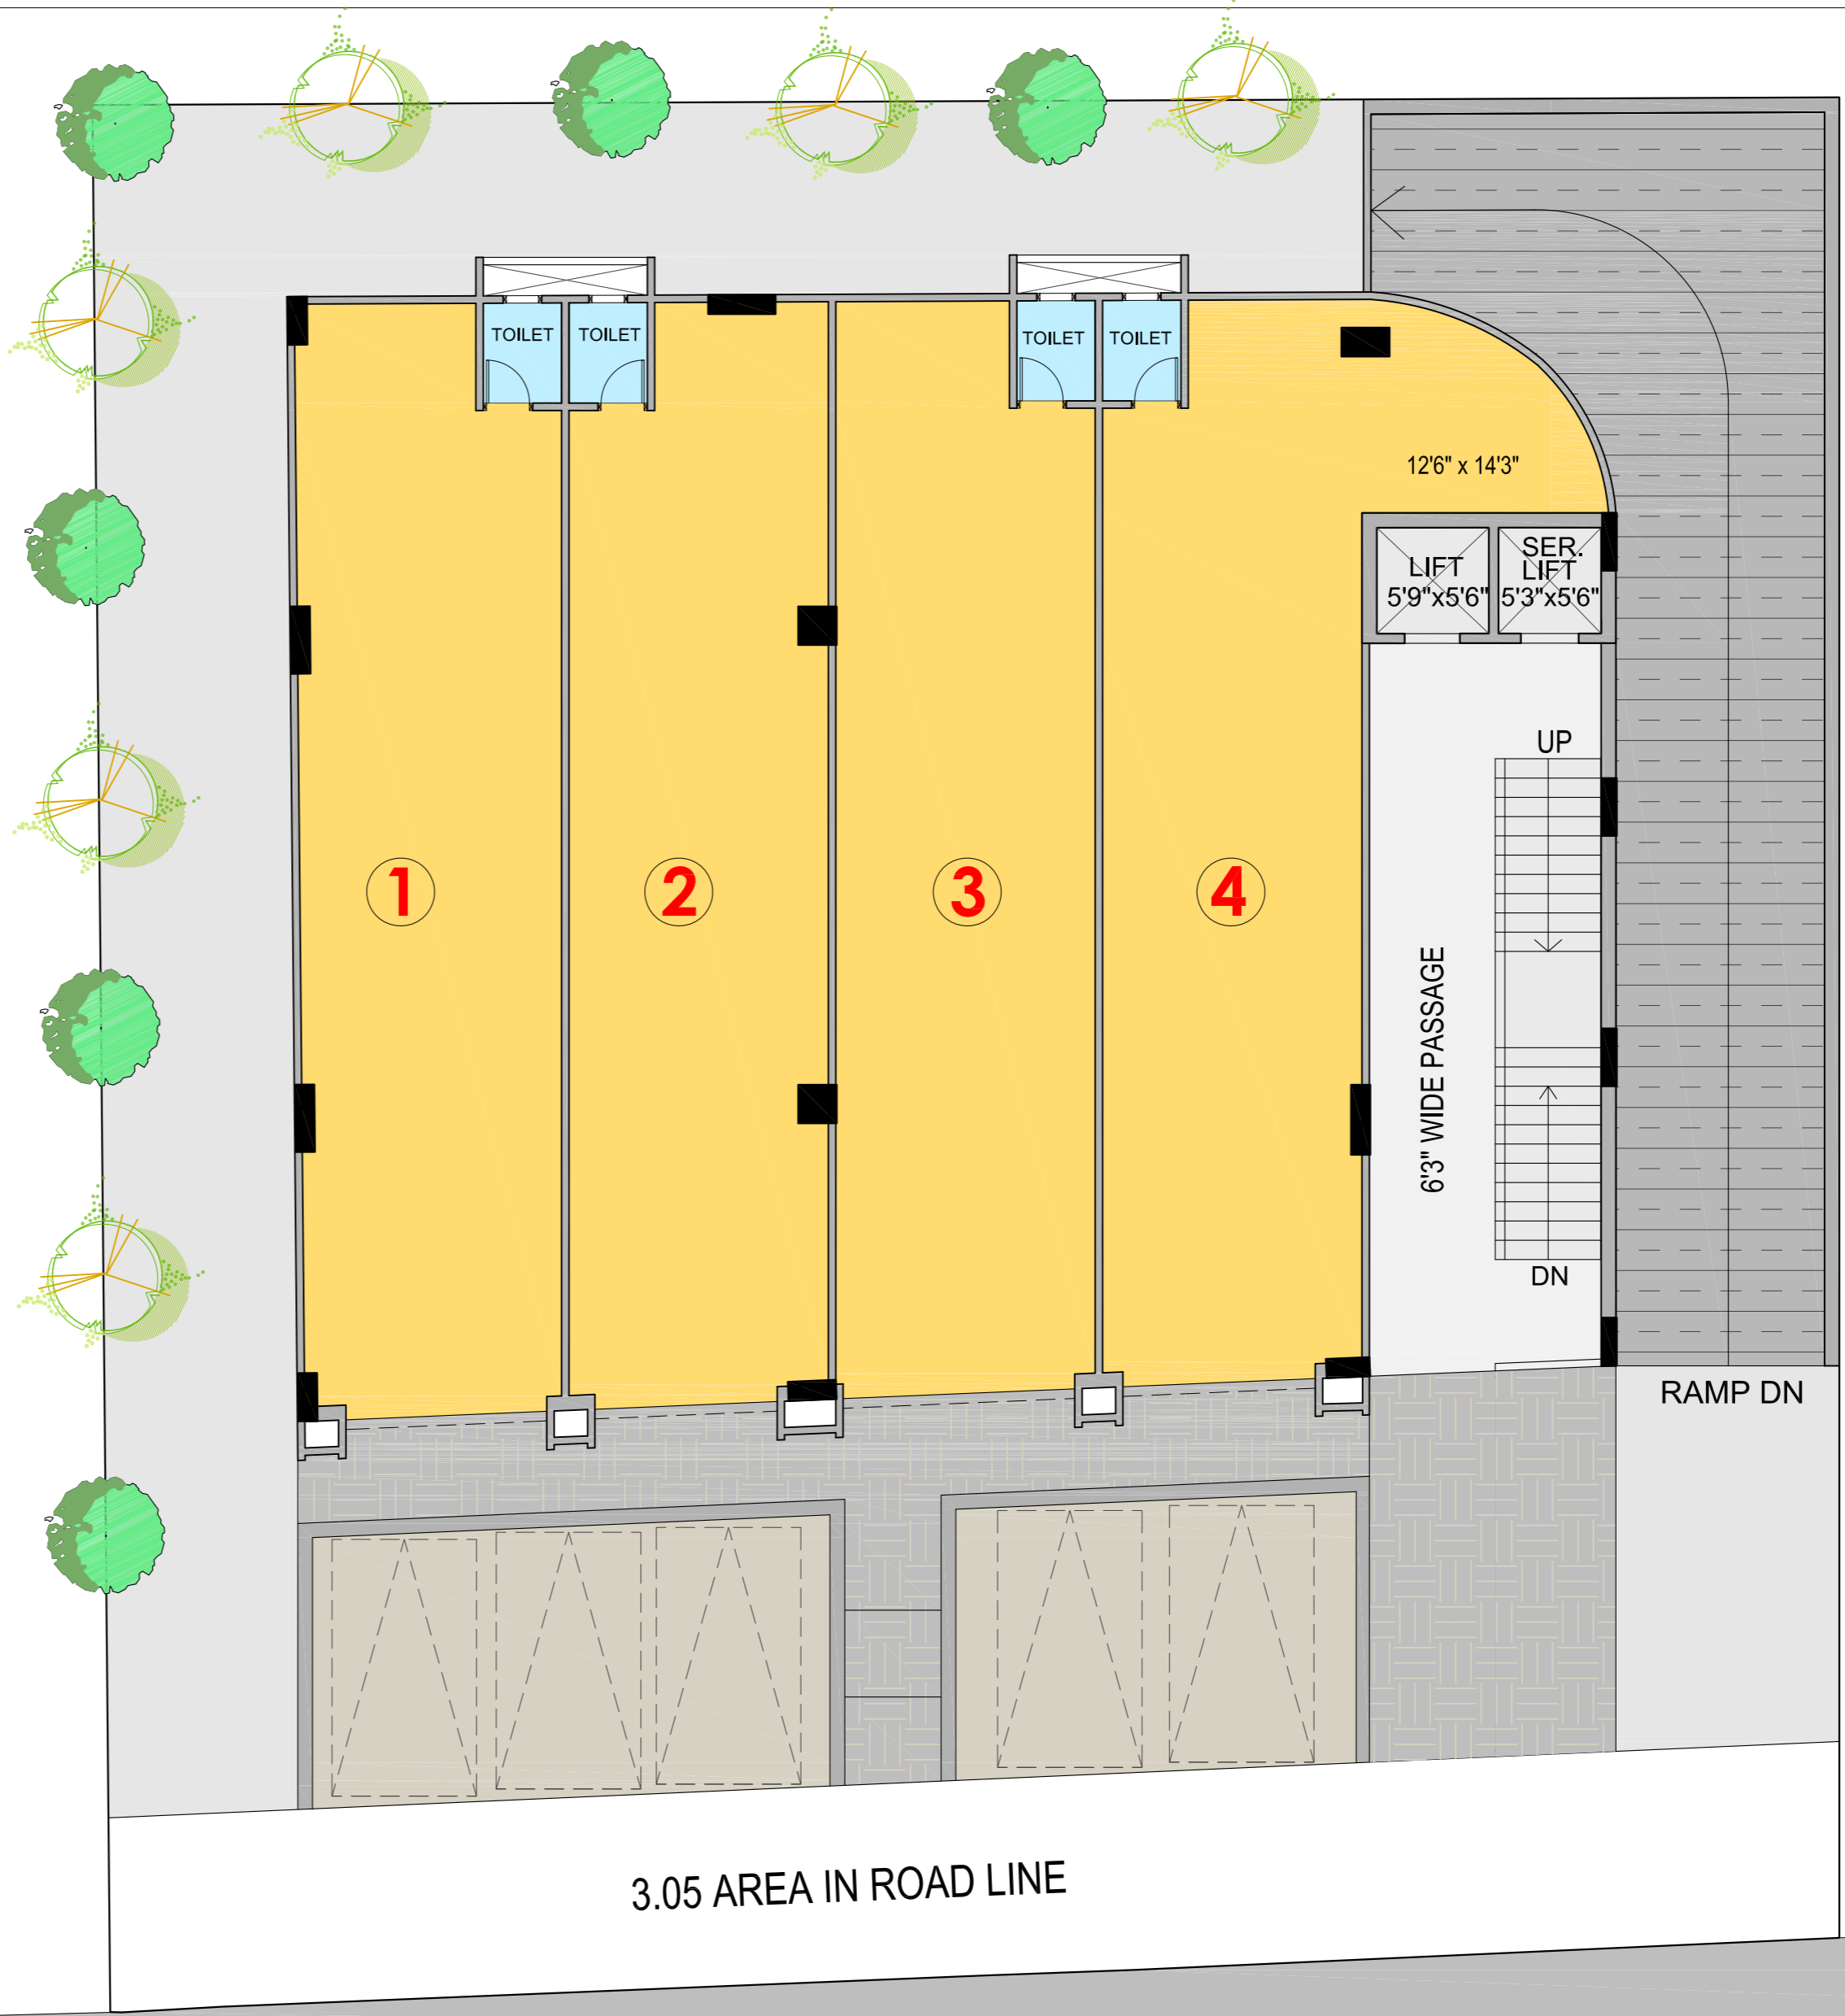 TOILET
TOILET
TOILET
TOILET
12'6" x 14'3"
LIFT
5'9"x5'6"
SER.
LIFT
5'3"x5'6"
UP
1
2
3
4
6'3" WIDE PASSAGE
DN
RAMP DN
3.05 AREA IN ROAD LINE